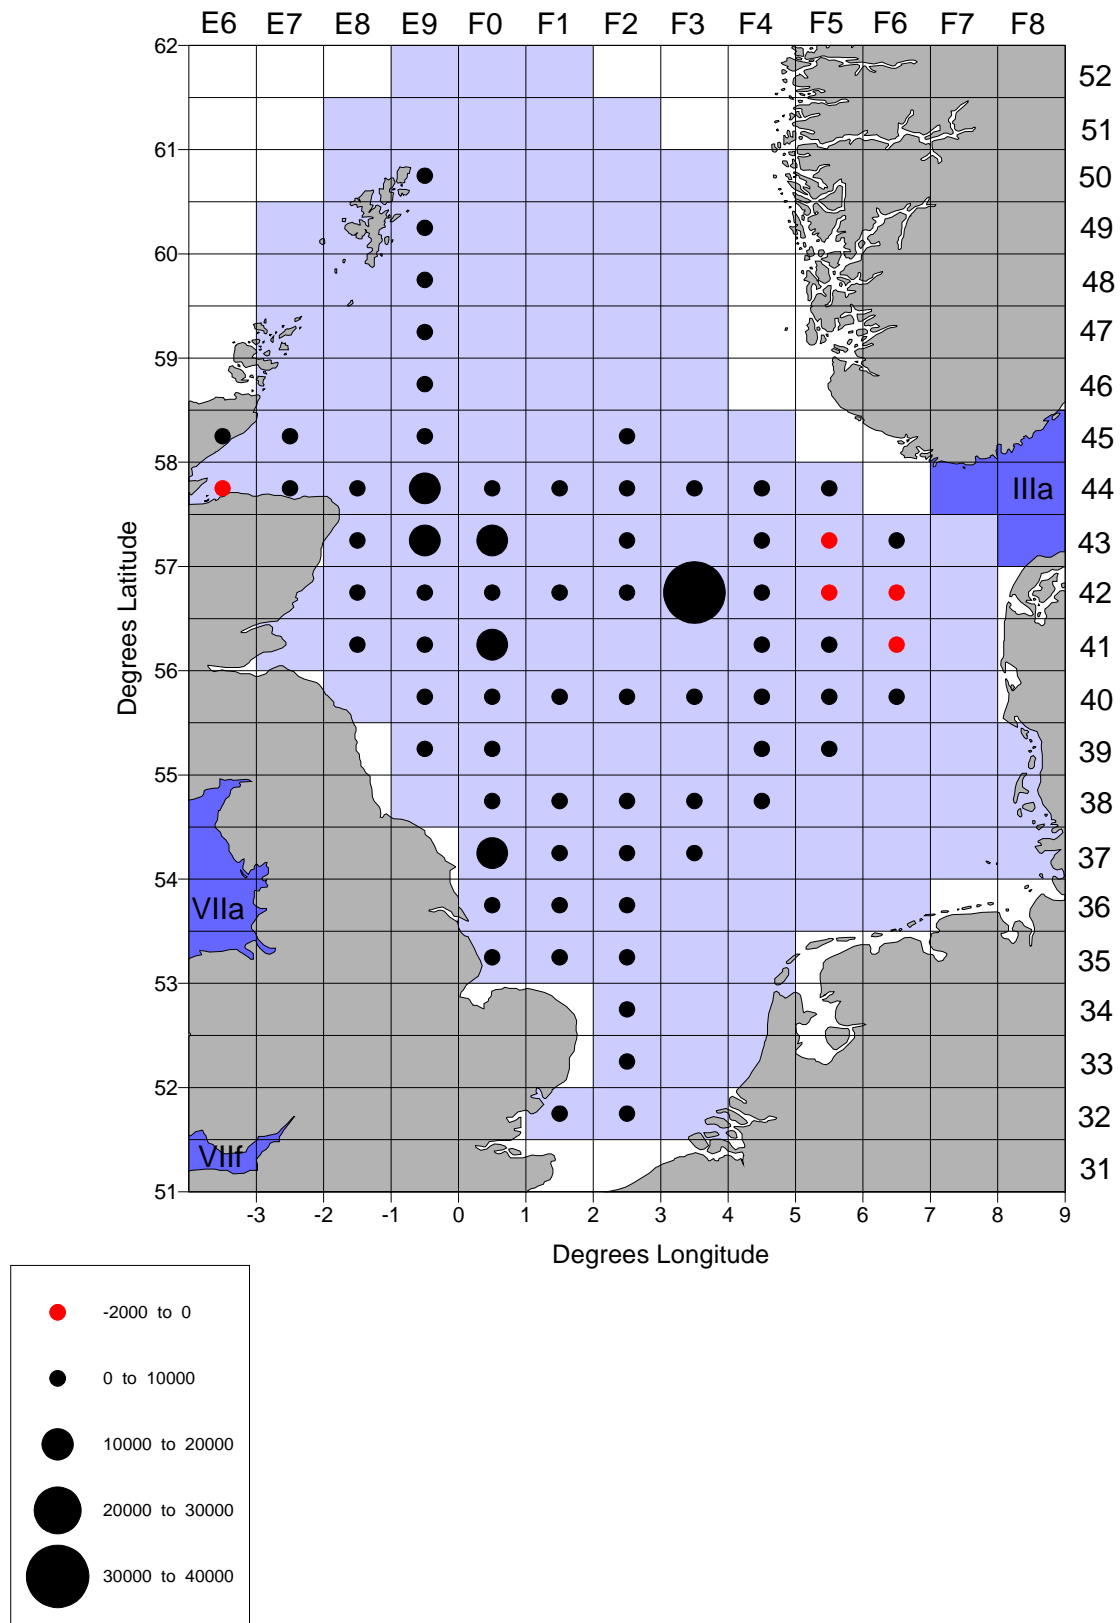 E6 E7 E8 E9 F0 F1 F2 F3 F4 F5 F6 F7 F8
62
52
51
61
50
49
60
48
47
59
46
45
58
44
IIIa
43
57
42
Degrees Latitude
41
56
40
39
55
38
37
54
36
VIIa
35
53
34
33
52
32
VIIf
31
51
-3 -2 -1 0 1 2 3 4 5 6 7 8 9
Degrees Longitude
-2000 to 0
0 to 10000
10000 to 20000
20000 to 30000
30000 to 40000